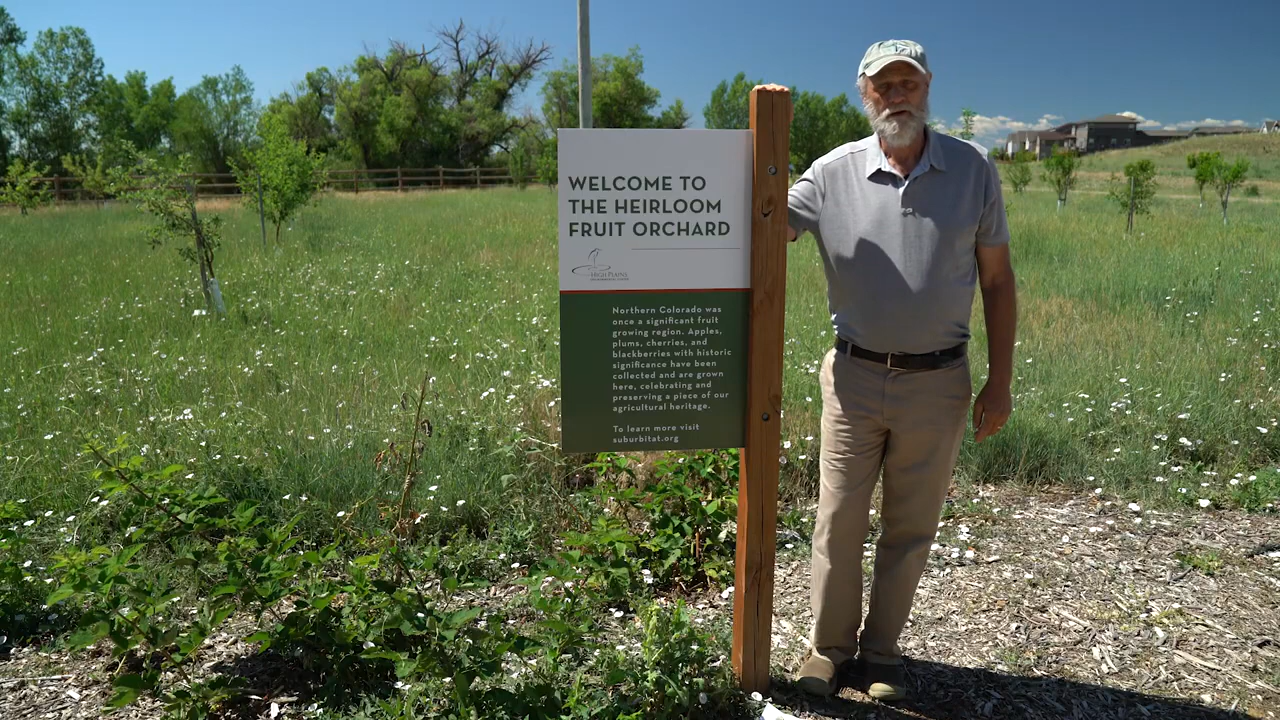 WELCOME TO
THE HEIRLOOM
FRUIT ORCHARD
HIGH PLAINS
ENVIRONMENTAL CENTER
Northern Colorado was
once a significant fruit
growing region. Apples,
plums, cherries, and
blackberries with historic
significance have been
collected and are grown
here, celebrating and
preserving a piece of our
agricultural heritage.
To learn more visit
suburbitat.org